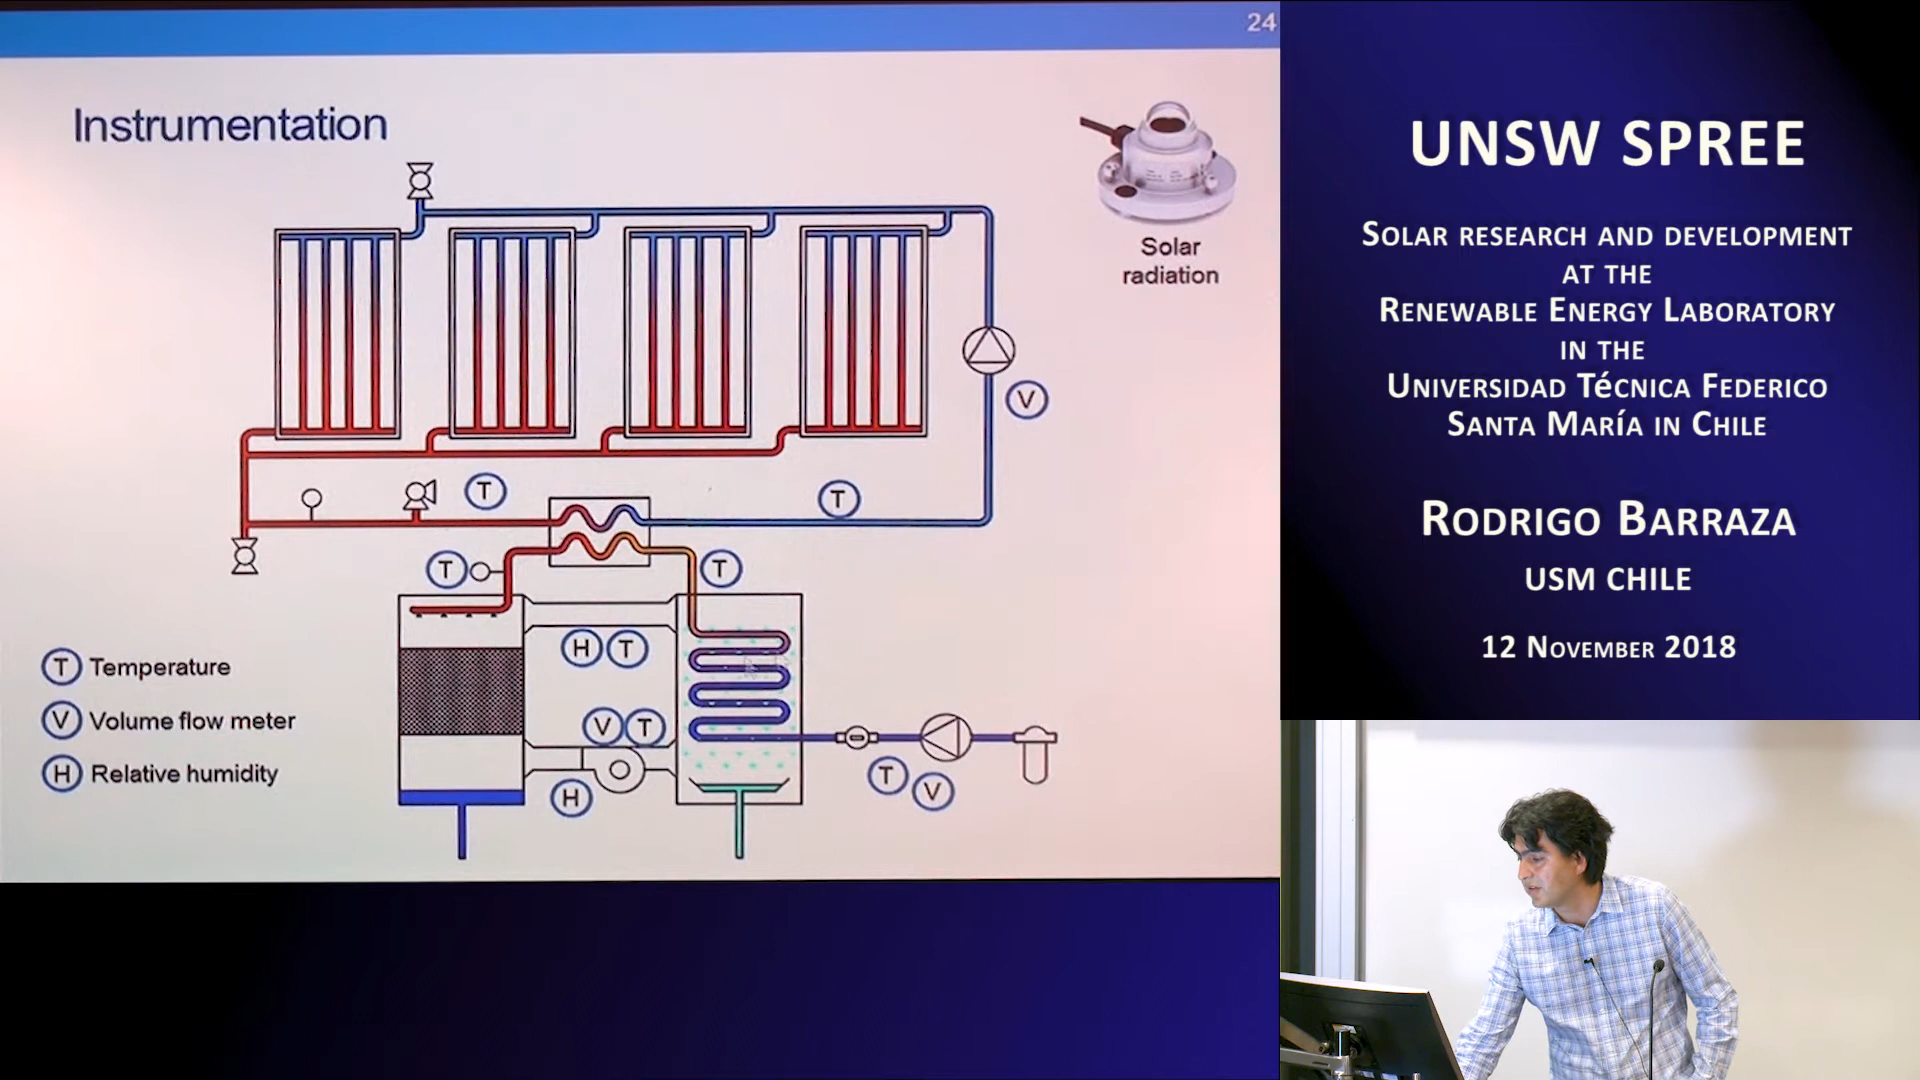 24
Instrumentation
Solar
radiation
V
T
T
T
T
H T
V T
H
T
V
T Temperature
V Volume flow meter
H Relative humidity
UNSW SPREE
SOLAR RESEARCH AND DEVELOPMENT
AT THE
RENEWABLE ENERGY LABORATORY
IN THE
UNIVERSIDAD TéCNICA FEDERICO
SANTA MARíA IN CHILE
RODRIGO BARRAZA
USM CHILE
12 NOVEMBER 2018